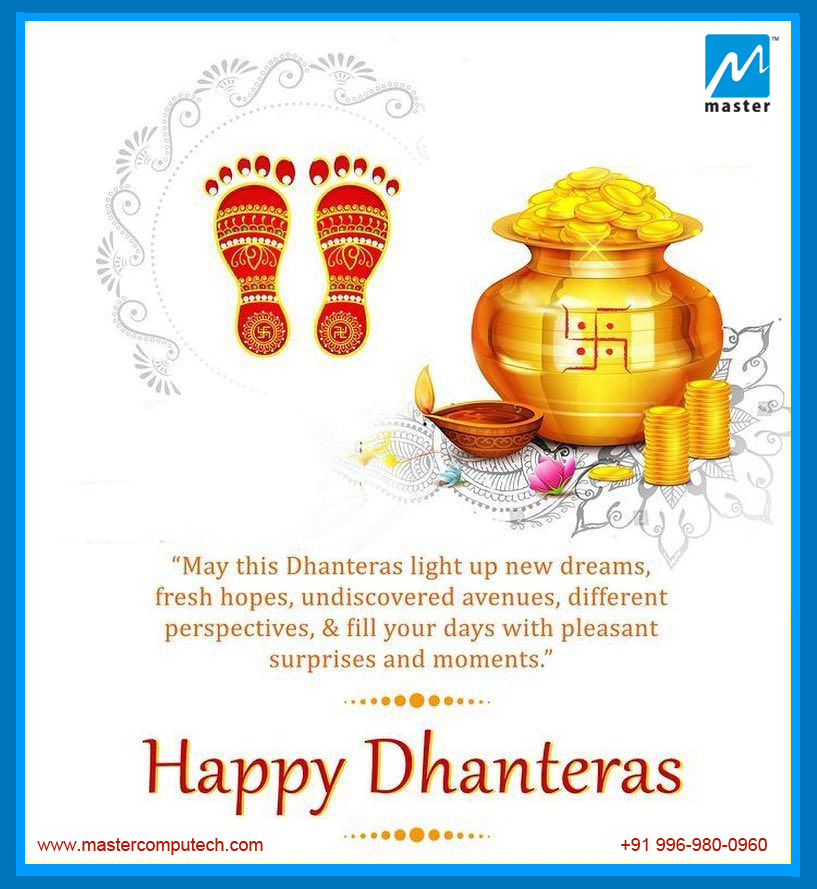 master
TM
“May this Dhanteras light up new dreams,
fresh hopes, undiscovered avenues, different
perspectives, & fill your days with pleasant
surprises and moments.”
Happy Dhanteras
www.mastercomputech.com
+91 996-980-0960